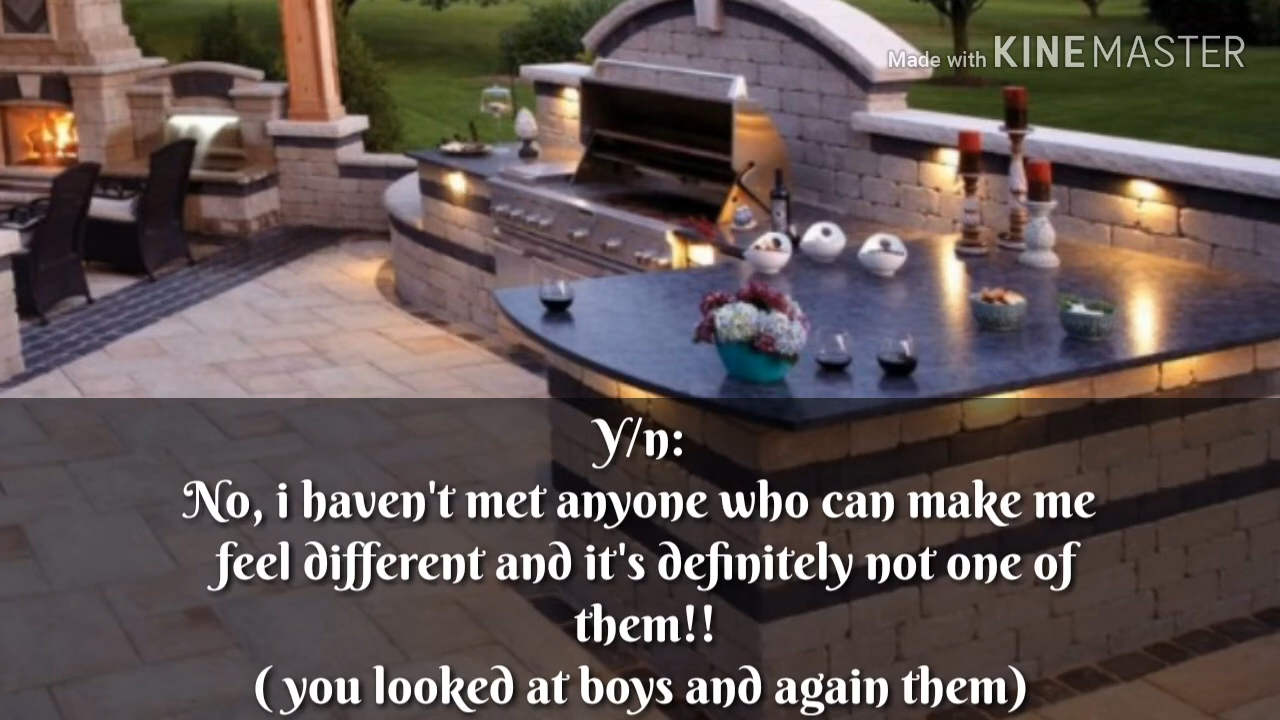 Made with KINEMASTER
Y/n:
No, i haven't met anyone who can make me
feel different and it's definitely not one of
them!!
( you looked at boys and again them)